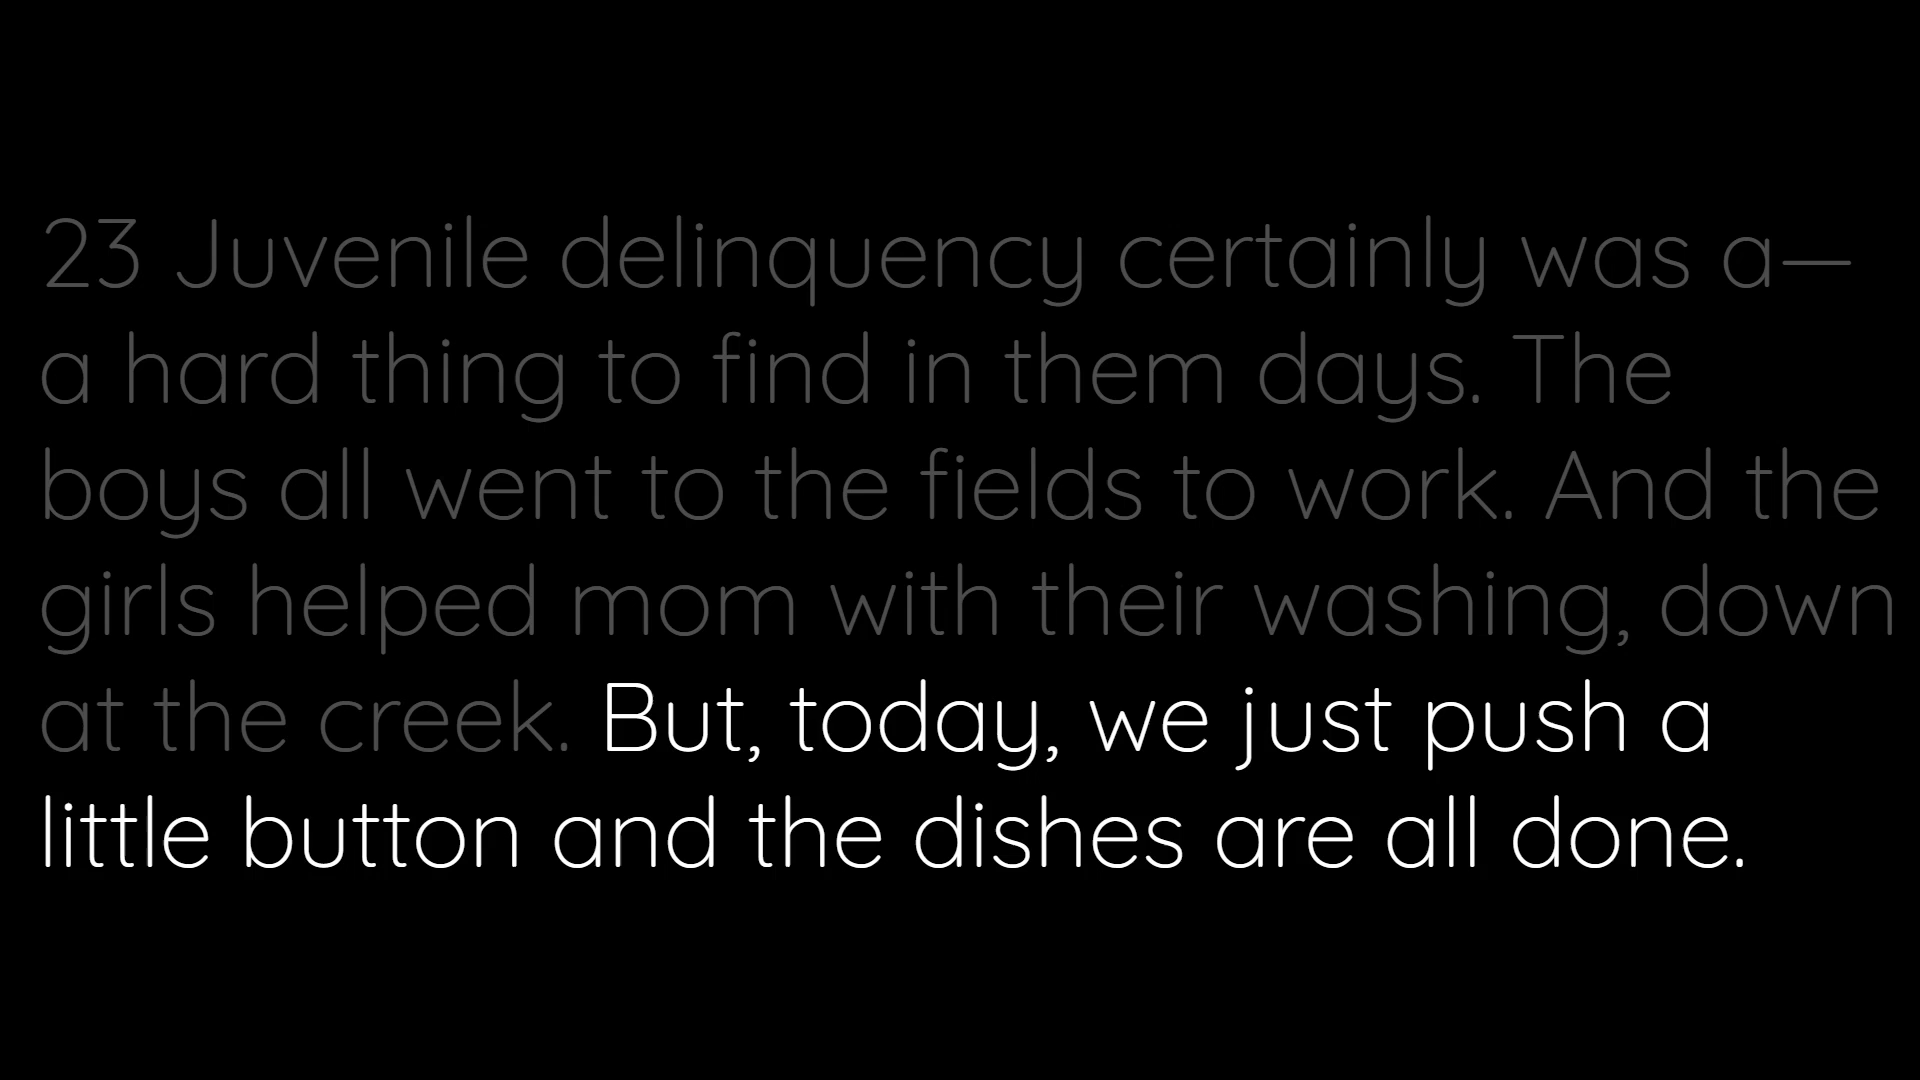 23 Juvenile delinquency certainly was a—
a hard thing to find in them days. The
boys all went to the fields to work. And the
girls helped mom with their washing, down
at the creek. But, today, we just push a
little button and the dishes are all done.